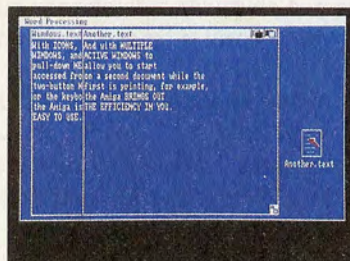 Word Processing
Windows.text Another.text
With ICONS, And with MULTIPLE
WINDOWS, and ACTIVE WINDOWS to
pull-down ME allow you to start
accessed fro on a second document while the
two-button M first is printing, for example,
or the keybo the Amiga BRINGS OUT
the Amiga is THE EFFICIENCY IN YOU.
EASY TO USE.
Another.text